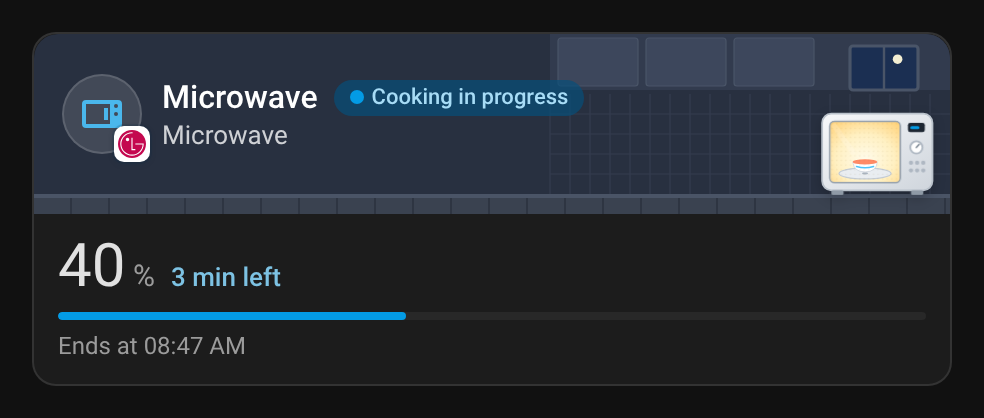 Microwave
Cooking in progress
Microwave
40 % 3 min left
Ends at 08:47 AM